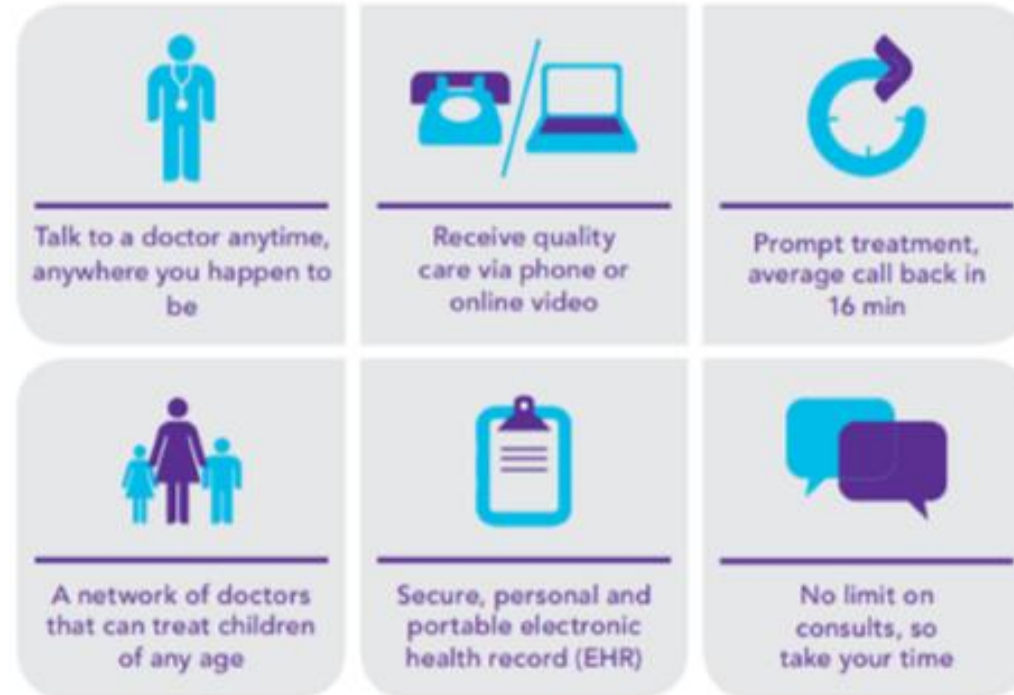 Talk to a doctor anytime,
anywhere you happen to
be
Receive quality
care via phone or
online video
Prompt treatment,
average call back in
16 min
A network of doctors
that can treat children
of any age
Secure, personal and
portable electronic
health record (EHR)
No limit on
consults, so
take your time